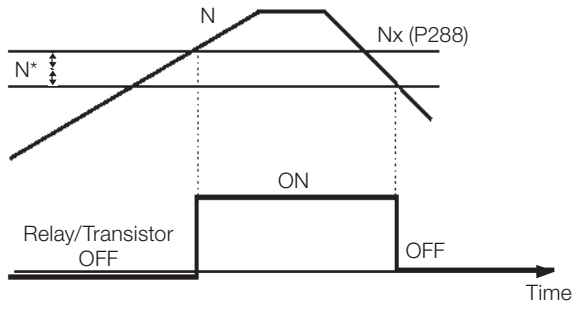 N
Nx (P288)
N*
ON
Relay/Transistor
OFF
OFF
Time